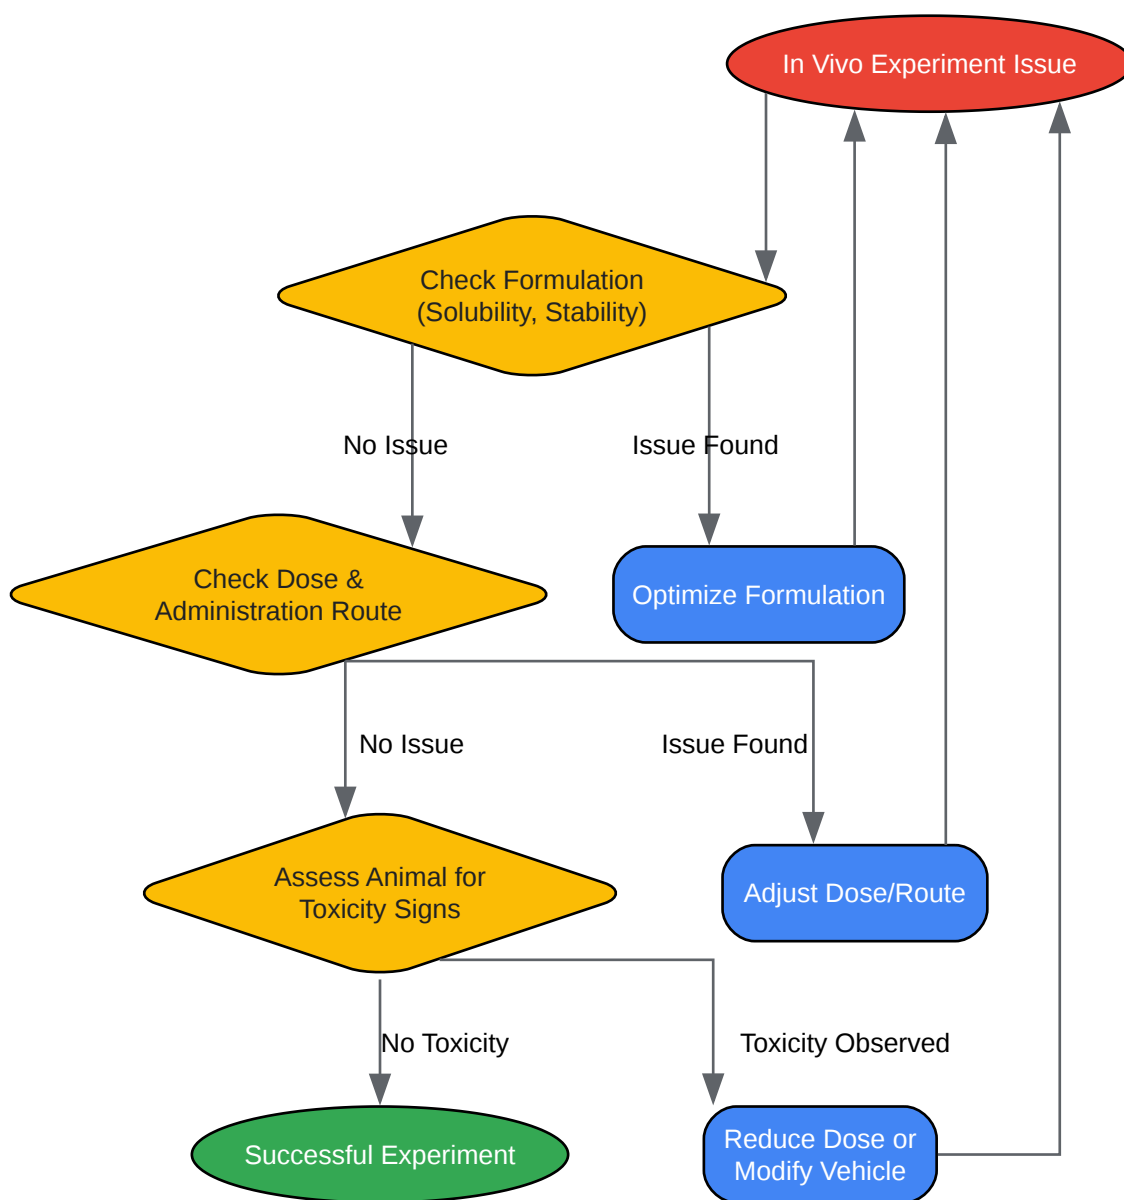 In Vivo Experiment Issue
Check Formulation
(Solubility, Stability)
No Issue
Issue Found
Check Dose &
Administration Route
Optimize Formulation
No Issue
Issue Found
Assess Animal for
Toxicity Signs
Adjust Dose/Route
No Toxicity
Toxicity Observed
Successful Experiment
Reduce Dose or
Modify Vehicle